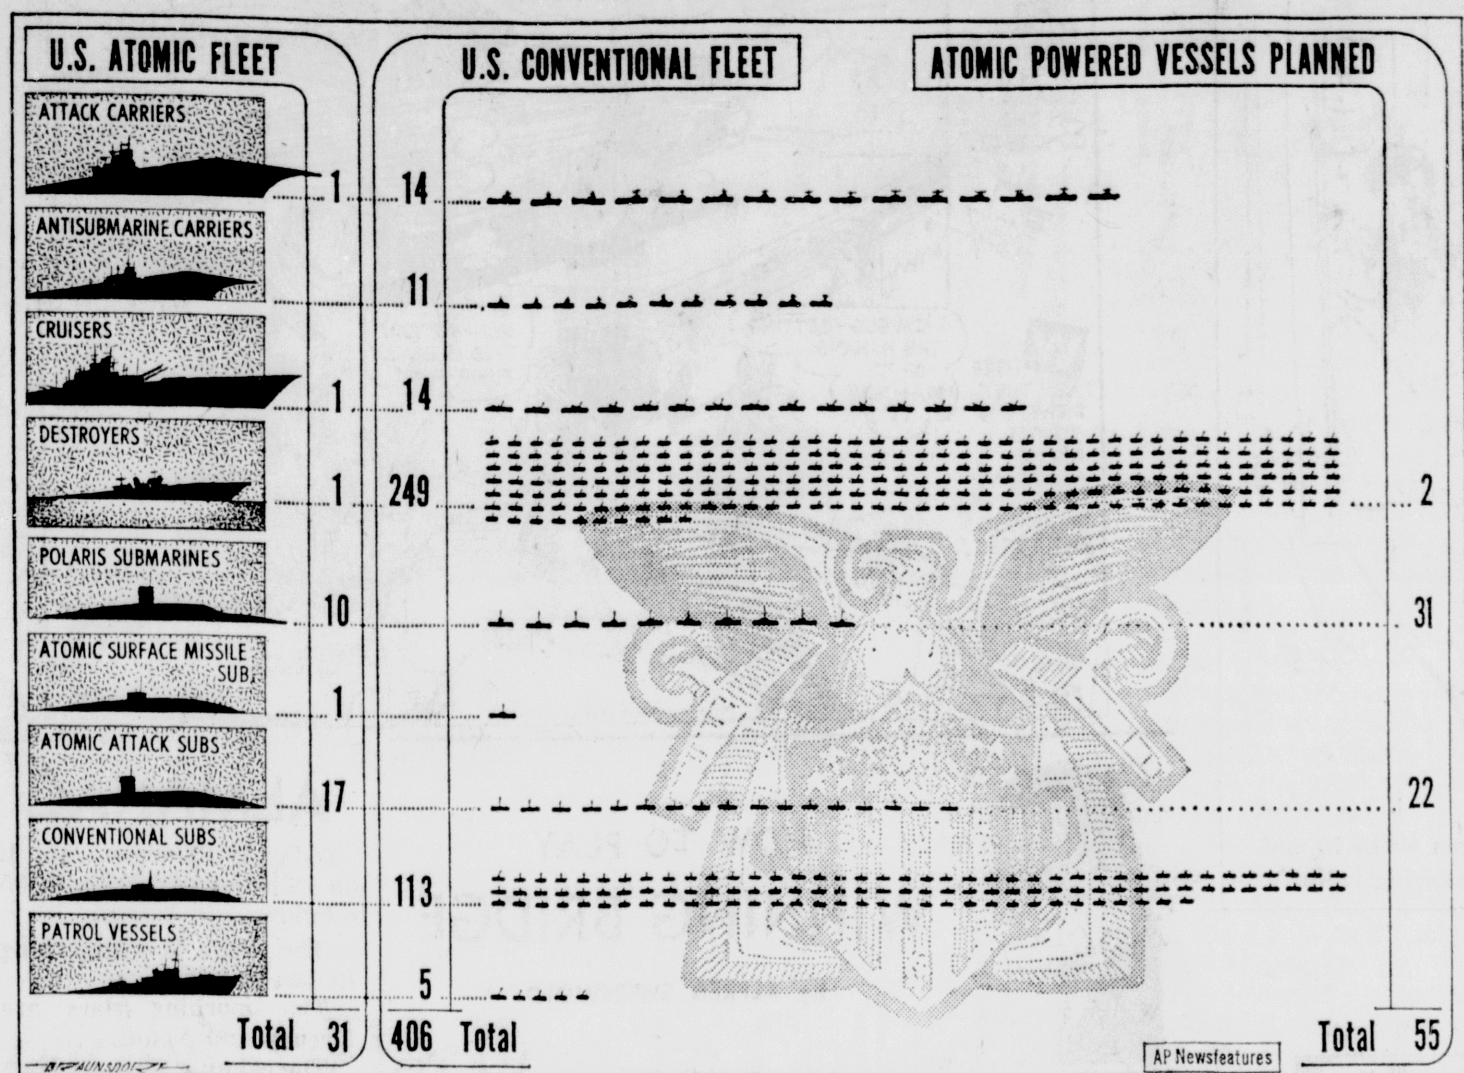 U.S. ATOMIC FLEET
U.S. CONVENTIONAL FLEET
ATOMIC POWERED VESSELS PLANNED
ATTACK CARRIERS
1 14
ANTISUBMARINE CARRIERS
11
CRUISERS
1 14
DESTROYERS
1 249 2
POLARIS SUBMARINES
10 31
ATOMIC SURFACE MISSILE
SUB.
1
ATOMIC ATTACK SUBS
17 22
CONVENTIONAL SUBS
113
PATROL VESSELS
5
Total 31 406 Total Total 55
AP Newsfeatures